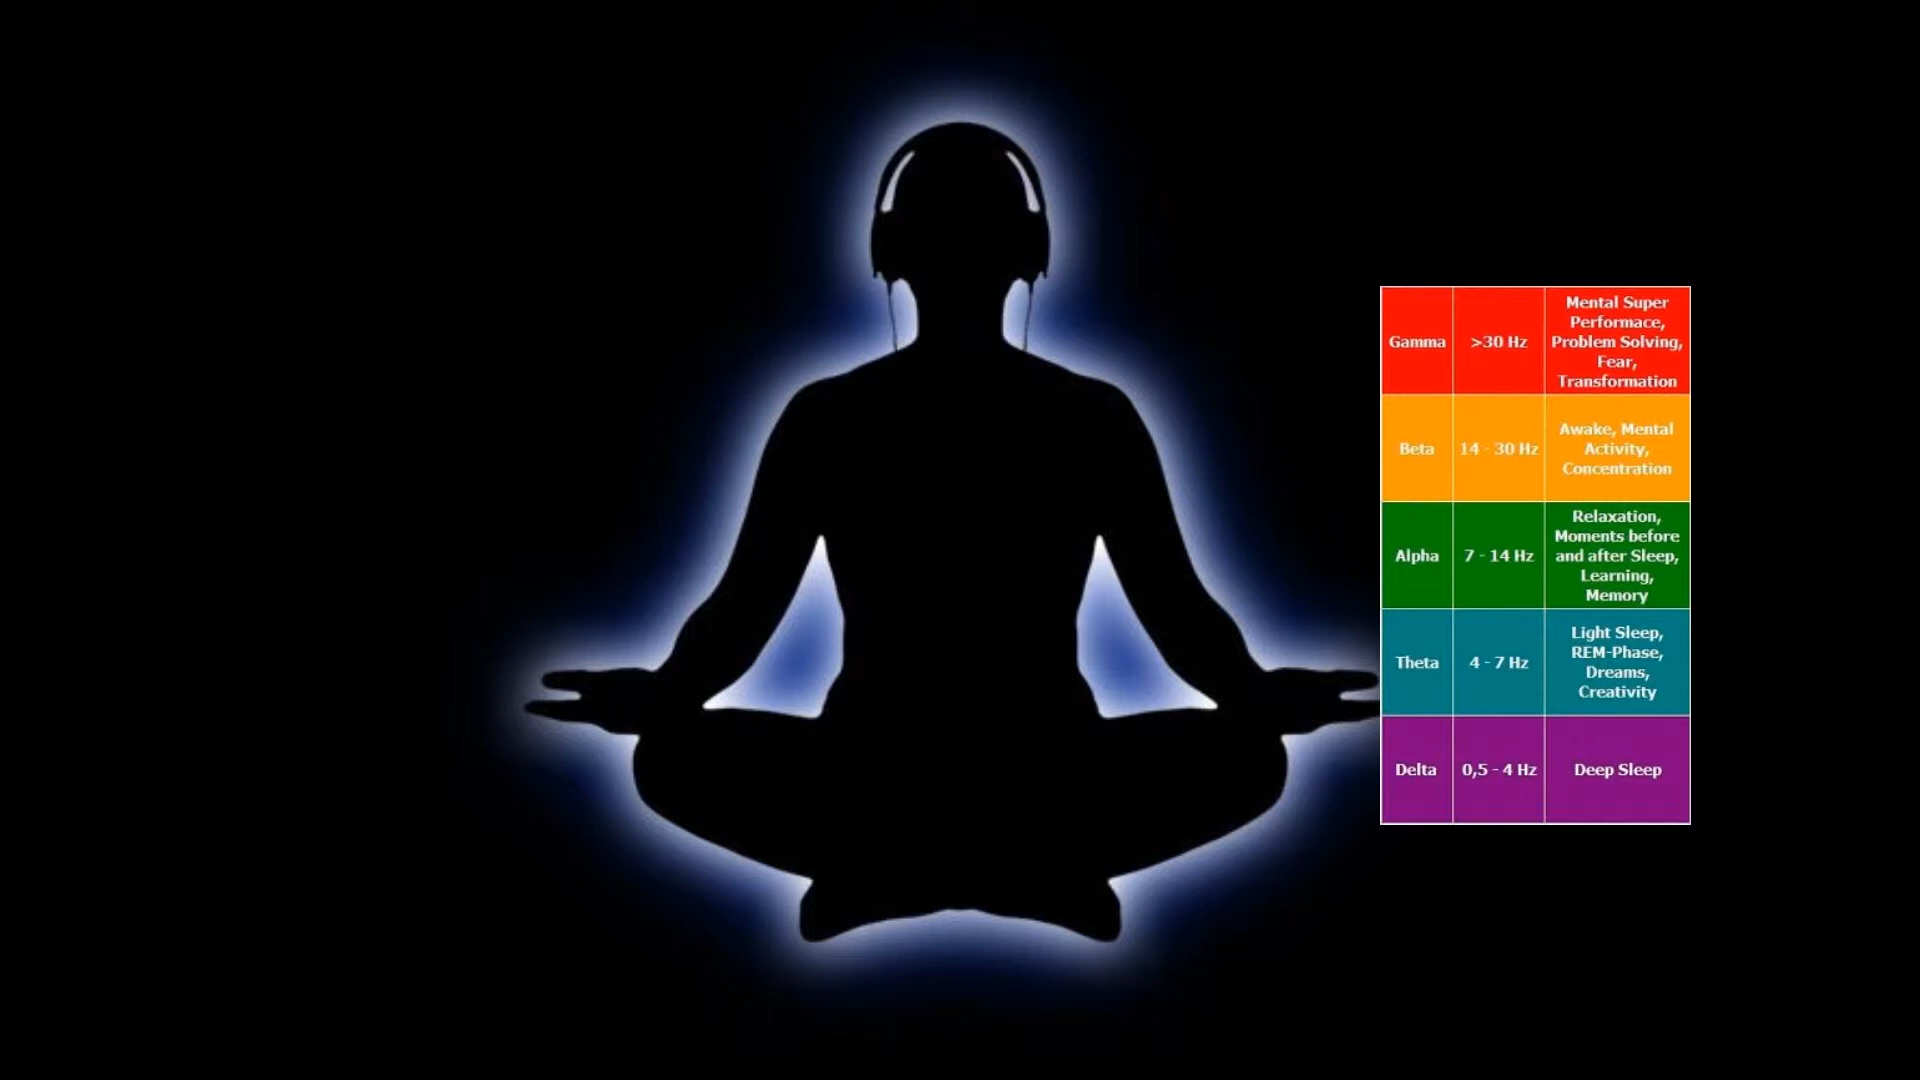 Gamma
>30 Hz
Mental Super
Performace,
Problem Solving,
Fear,
Transformation
Beta
14 - 30 Hz
Awake, Mental
Activity,
Concentration
Alpha
7 - 14 Hz
Relaxation,
Moments before
and after Sleep,
Learning,
Memory
Theta
4 - 7 Hz
Light Sleep,
REM-Phase,
Dreams,
Creativity
Delta
0,5 - 4 Hz
Deep Sleep